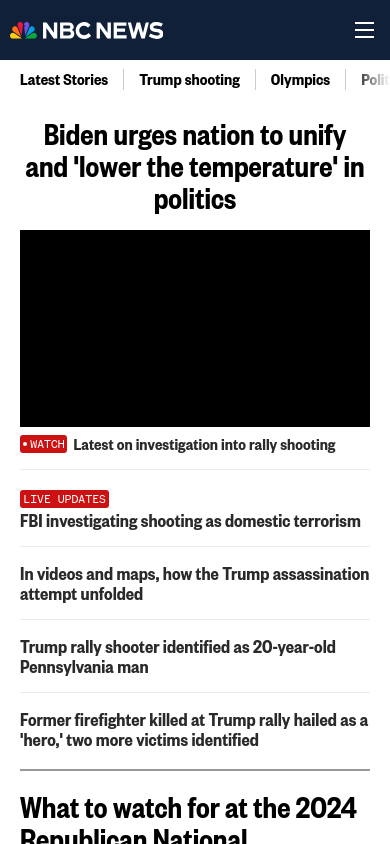 NBC NEWS
Latest Stories
Trump shooting
Olympics
Biden urges nation to unify
and 'lower the temperature' in
politics
WATCH Latest on investigation into rally shooting
LIVE UPDATES
FBI investigating shooting as domestic terrorism
In videos and maps, how the Trump assassination
attempt unfolded
Trump rally shooter identified as 20-year-old
Pennsylvania man
Former firefighter killed at Trump rally hailed as a
'hero,' two more victims identified
What to watch for at the 2024
Republican National